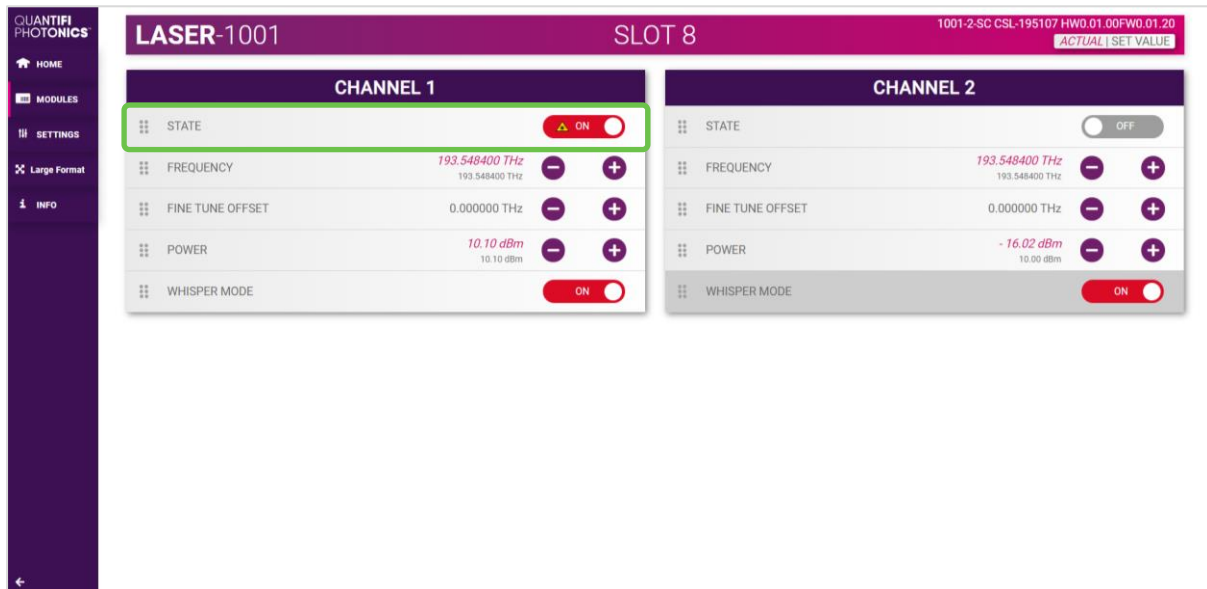 QUANTIFI
PHOTONICS™
HOME
MODULES
SETTINGS
Large Format
INFO
LASER-1001
SLOT 8
1001-2-SC CSL-195107 HW0.01.00FW0.01.20
ACTUAL | SET VALUE
CHANNEL 1
STATE
ON
FREQUENCY
193.548400 THz
193.548400 THz
FINE TUNE OFFSET
0.000000 THz
POWER
10.10 dBm
10.10 dBm
WHISPER MODE
ON
CHANNEL 2
STATE
OFF
FREQUENCY
193.548400 THz
193.548400 THz
FINE TUNE OFFSET
0.000000 THz
POWER
- 16.02 dBm
10.00 dBm
WHISPER MODE
ON